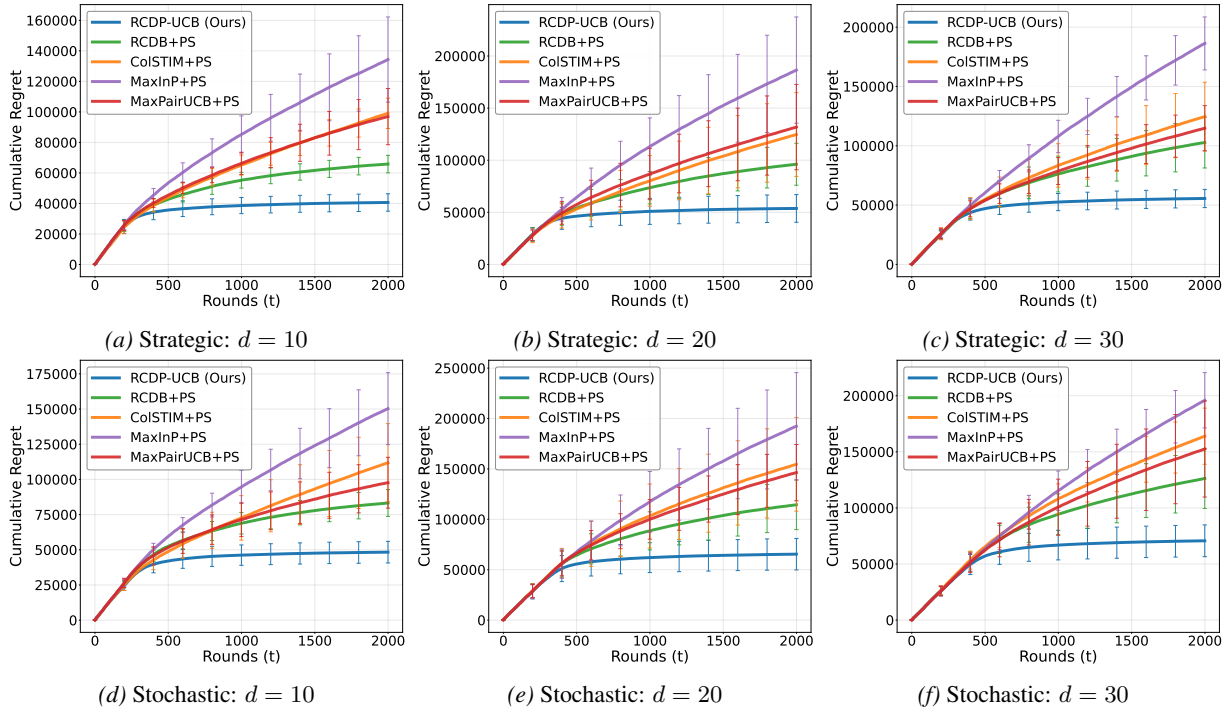 RCDP-UCB (Ours)
RCDB+PS
ColSTIM+PS
MaxInP+PS
MaxPairUCB+PS
Cumulative Regret
160000
140000
120000
100000
80000
60000
40000
20000
0
0 500 1000 1500 2000
Rounds (t)
(a) Strategic: d = 10
RCDP-UCB (Ours)
RCDB+PS
ColSTIM+PS
MaxInP+PS
MaxPairUCB+PS
Cumulative Regret
200000
150000
100000
50000
0
0 500 1000 1500 2000
Rounds (t)
(b) Strategic: d = 20
RCDP-UCB (Ours)
RCDB+PS
ColSTIM+PS
MaxInP+PS
MaxPairUCB+PS
Cumulative Regret
200000
150000
100000
50000
0
0 500 1000 1500 2000
Rounds (t)
(c) Strategic: d = 30
RCDP-UCB (Ours)
RCDB+PS
ColSTIM+PS
MaxInP+PS
MaxPairUCB+PS
Cumulative Regret
175000
150000
125000
100000
75000
50000
25000
0
0 500 1000 1500 2000
Rounds (t)
(d) Stochastic: d = 10
RCDP-UCB (Ours)
RCDB+PS
ColSTIM+PS
MaxInP+PS
MaxPairUCB+PS
Cumulative Regret
250000
200000
150000
100000
50000
0
0 500 1000 1500 2000
Rounds (t)
(e) Stochastic: d = 20
RCDP-UCB (Ours)
RCDB+PS
ColSTIM+PS
MaxInP+PS
MaxPairUCB+PS
Cumulative Regret
200000
150000
100000
50000
0
0 500 1000 1500 2000
Rounds (t)
(f) Stochastic: d = 30